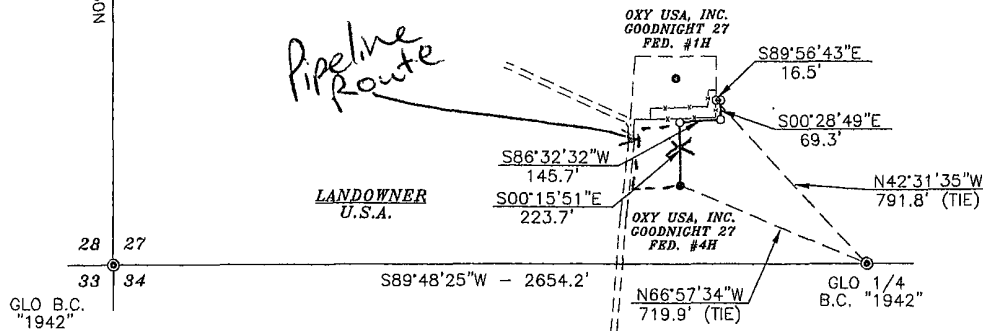 N0°
OXY USA, INC.
GOODNIGHT 27
FED. #1H
S89°56'43"E
16.5'
Pipeline
Route
S00°28'49"E
69.3'
S86°32'32"W
145.7'
N42°31'35"W
791.8' (TIE)
LANDOWNER
U.S.A.
S00°15'51"E
223.7'
OXY USA, INC.
GOODNIGHT 27
FED. #4H
28 27
33 34
S89°48'25"W - 2654.2'
GLO 1/4
B.C. "1942"
N66°57'34"W
719.9' (TIE)
GLO B.C.
"1942"